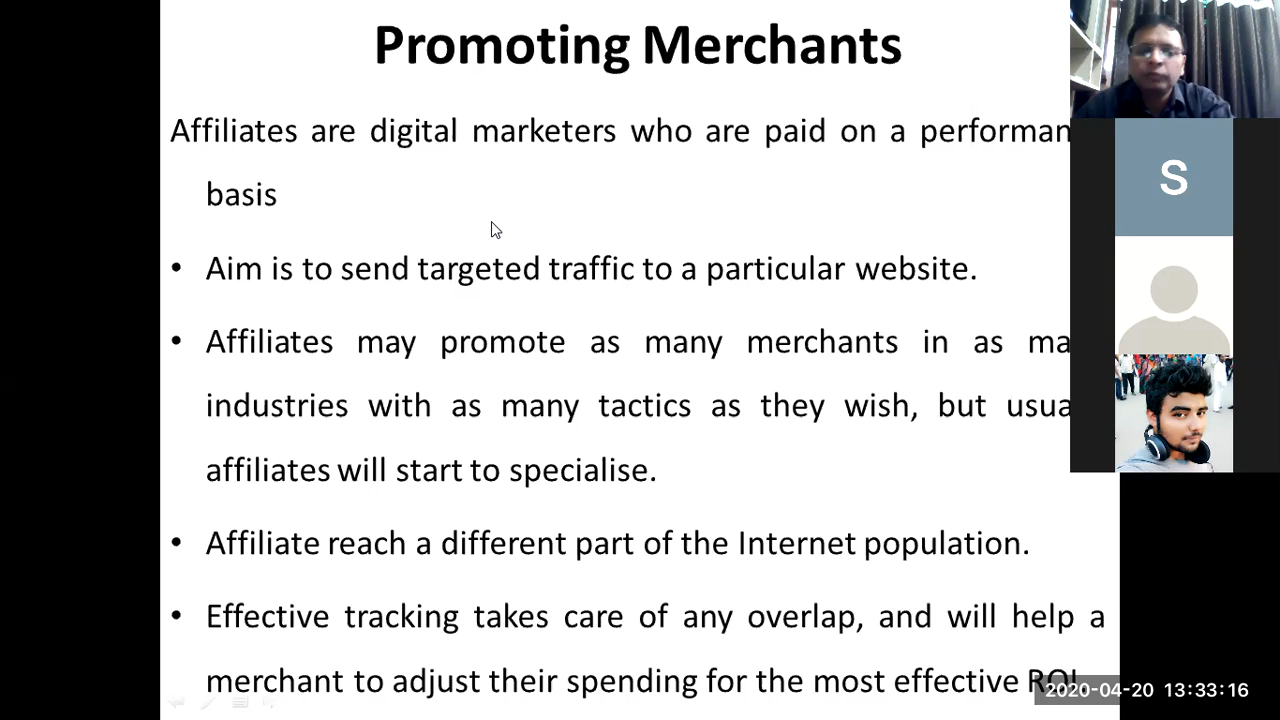 Promoting Merchants
Affiliates are digital marketers who are paid on a performan
basis
• Aim is to send targeted traffic to a particular website.
• Affiliates may promote as many merchants in as ma
industries with as many tactics as they wish, but usua
affiliates will start to specialise.
• Affiliate reach a different part of the Internet population.
• Effective tracking takes care of any overlap, and will help a
merchant to adjust their spending for the most effective ROI
S
2020-04-20 13:33:16